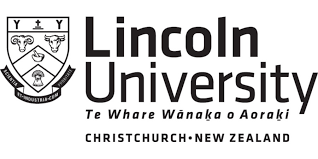 Lincoln
University
Te Whare Wānaḵa o Aoraḵi
CHRISTCHURCH•NEW ZEALAND